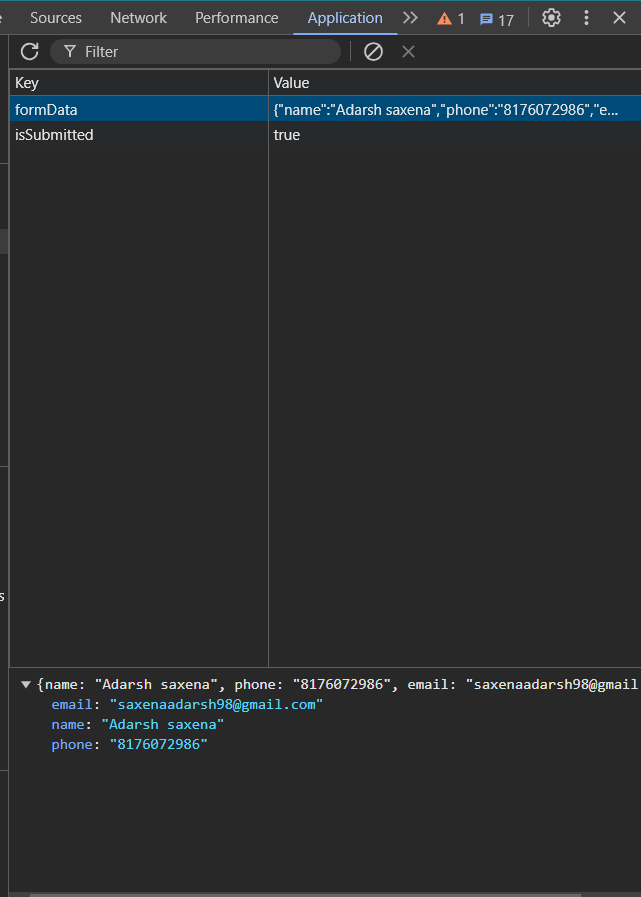 Sources Network Performance Application 1 17
Filter
Key Value
formData {"name":"Adarsh saxena","phone":"8176072986","e...
isSubmitted true
s
{name: "Adarsh saxena", phone: "8176072986", email: "saxenaadarsh98@gmail
email: "saxenaadarsh98@gmail.com"
name: "Adarsh saxena"
phone: "8176072986"